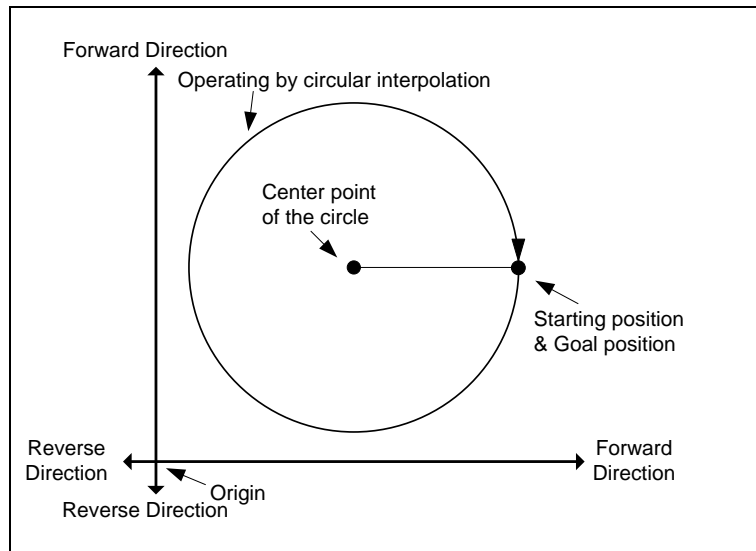 Forward Direction
Operating by circular interpolation
Center point
of the circle
Starting position
& Goal position
Reverse
Direction
Forward
Direction
Origin
Reverse Direction